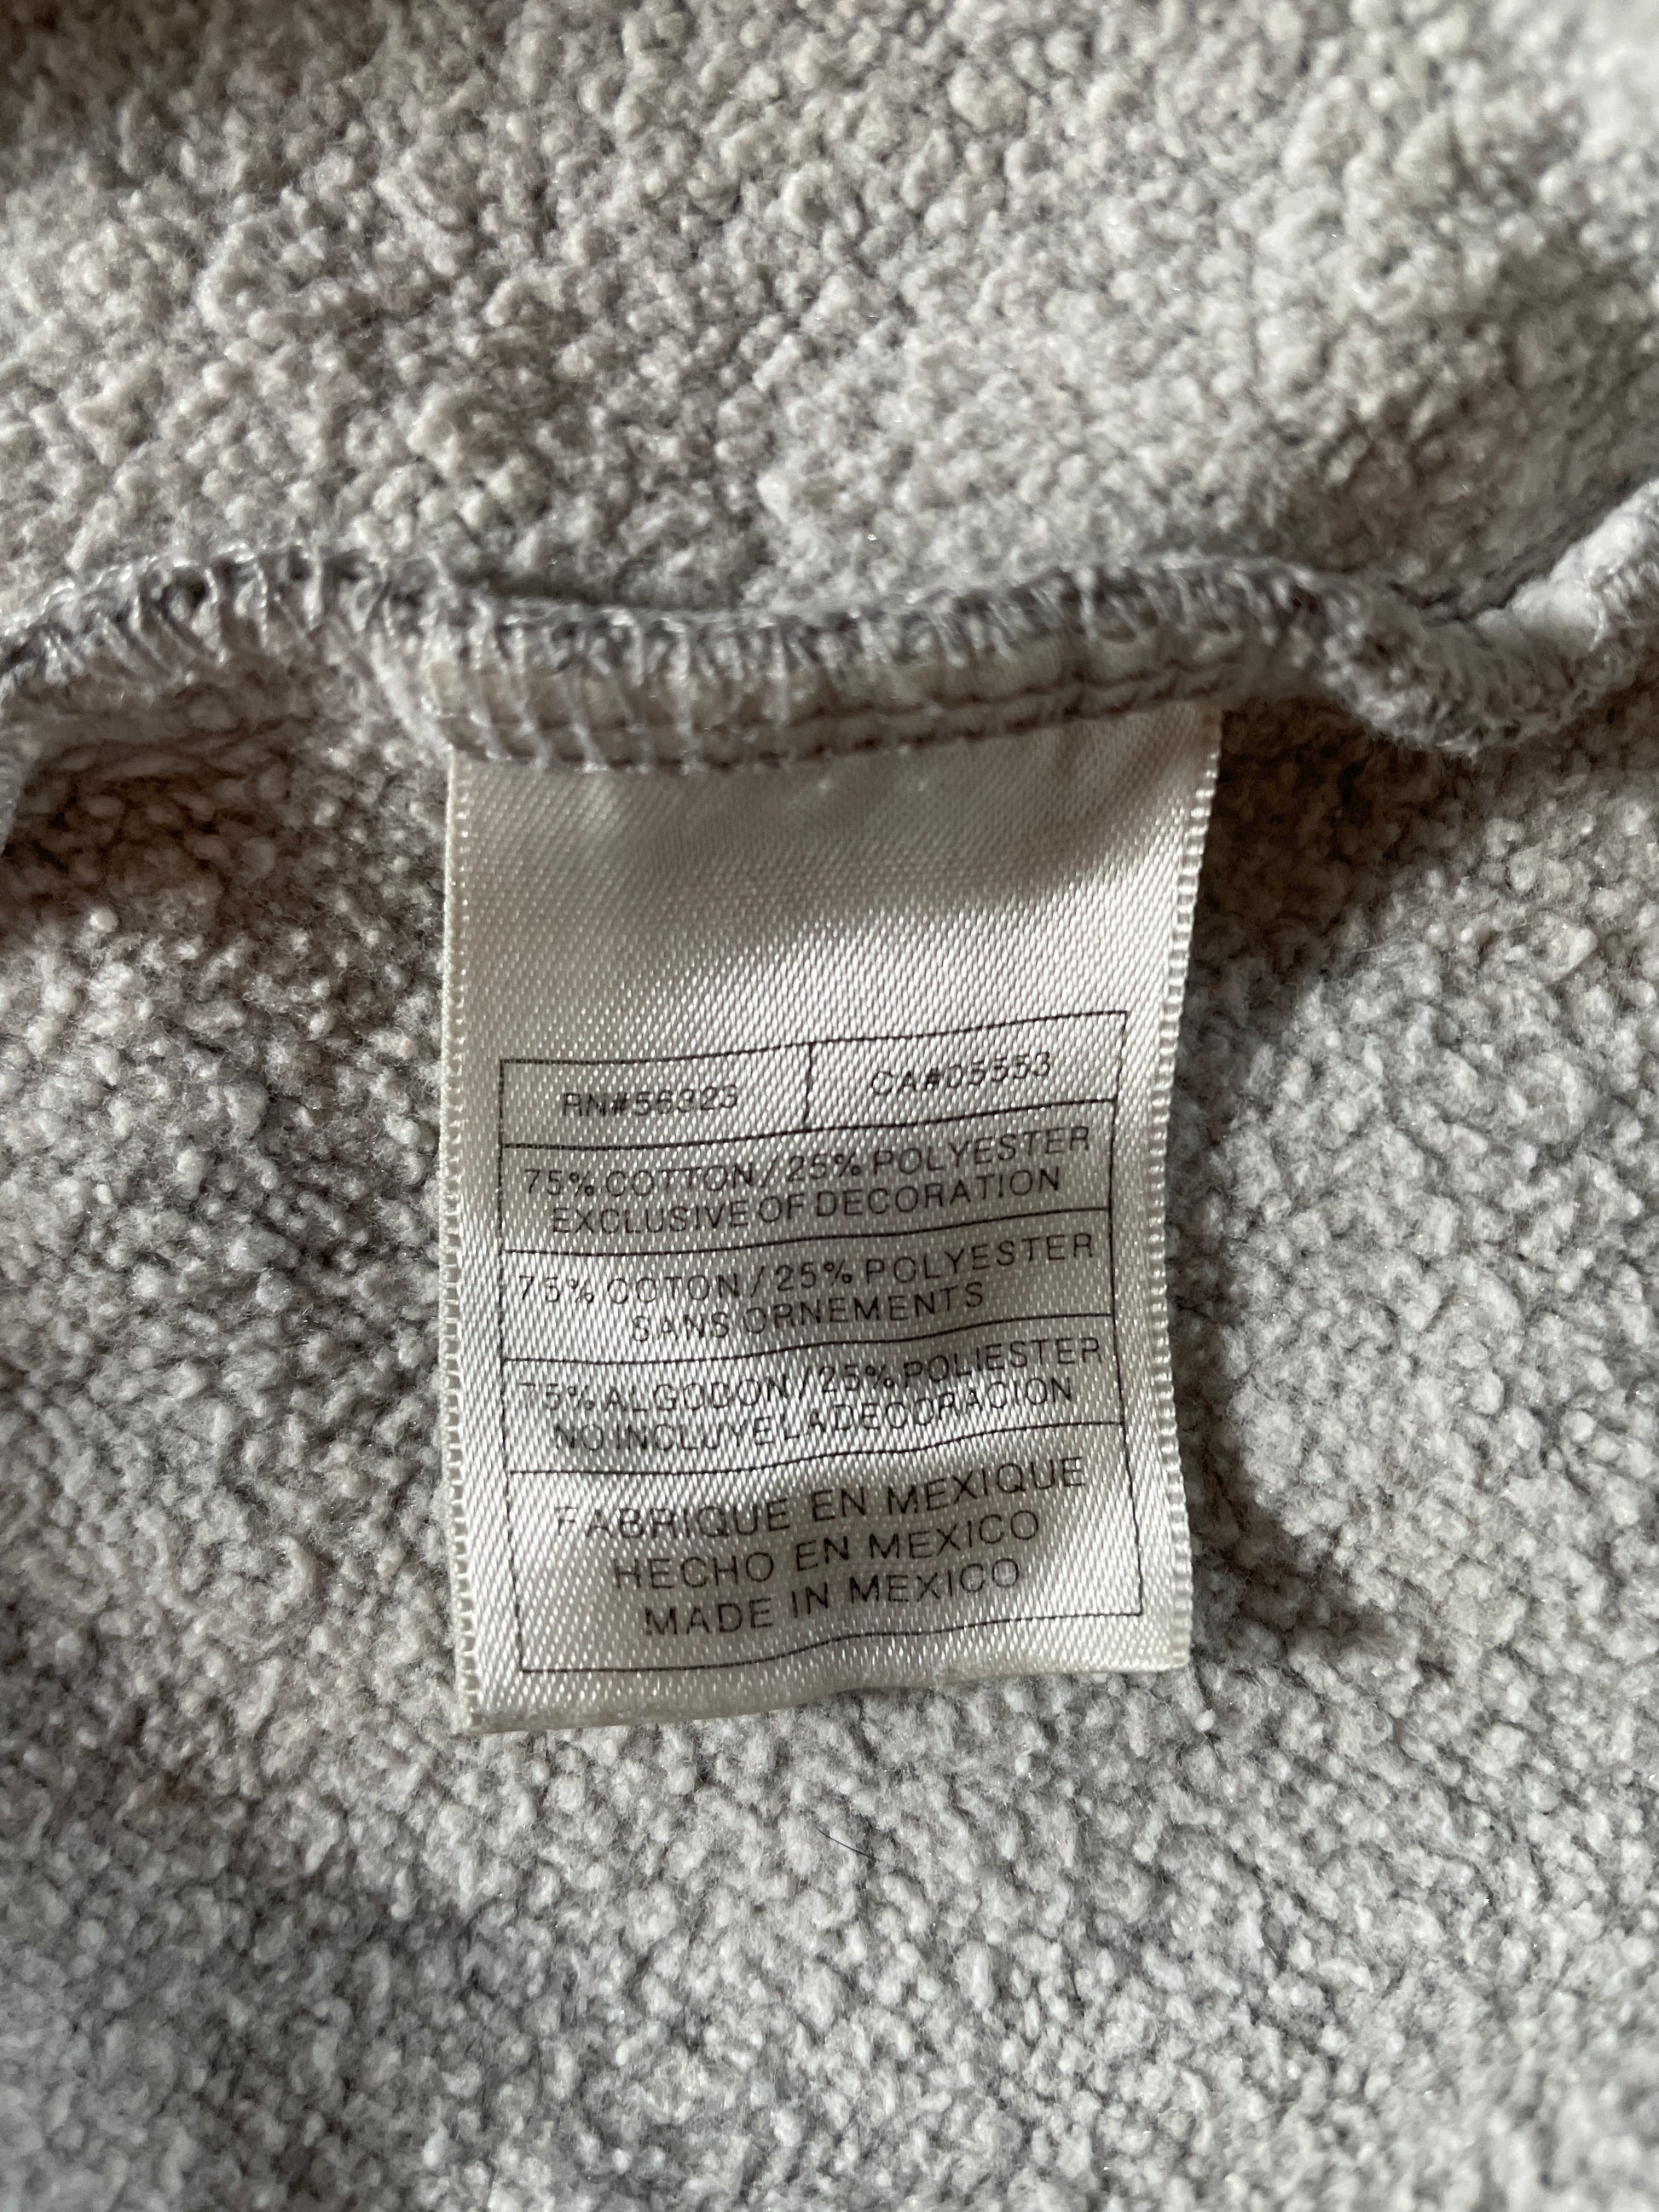 RN#56323 CA#05553
75% COTTON/25% POLYESTER
EXCLUSIVE OF DECORATION
75% COTON/25% POLYESTER
SANS ORNEMENTS
75% ALGODON/25% POLIESTER
NO INCLUYE LA DECORACION
FABRIQUE EN MEXIQUE
HECHO EN MEXICO
MADE IN MEXICO